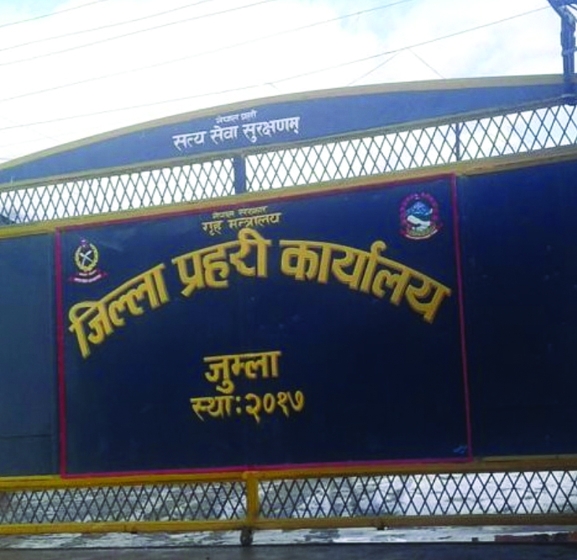 नेपाल प्रहरी
सत्य सेवा सुरक्षणम्
नेपाल सरकार
गृह मन्त्रालय
जिल्ला प्रहरी कार्यालय
जुम्ला
स्था: २०१७